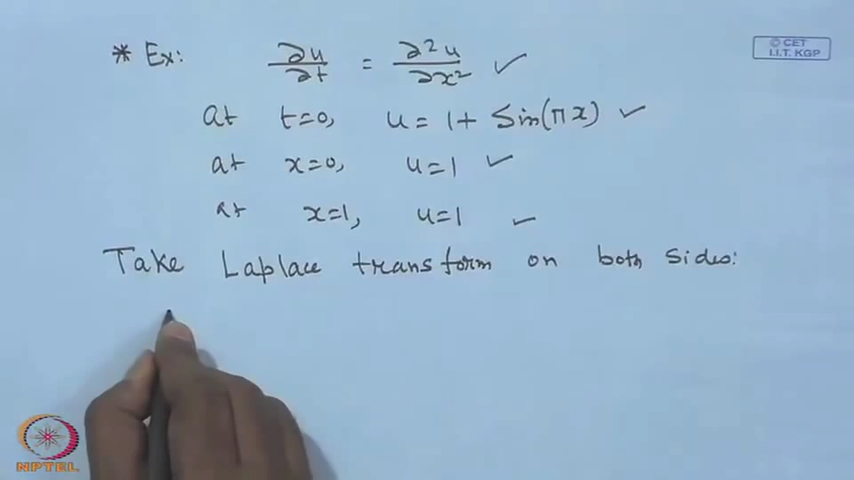 * Ex: ∂u/∂t = ∂²u/∂x² ✓
© CET
I.I.T. KGP
at t=0, u = 1+ Sin(πx) ✓
at x=0, u=1 ✓
at x=1, u=1 ✓
Take Laplace transform on both sides:
NPTEL